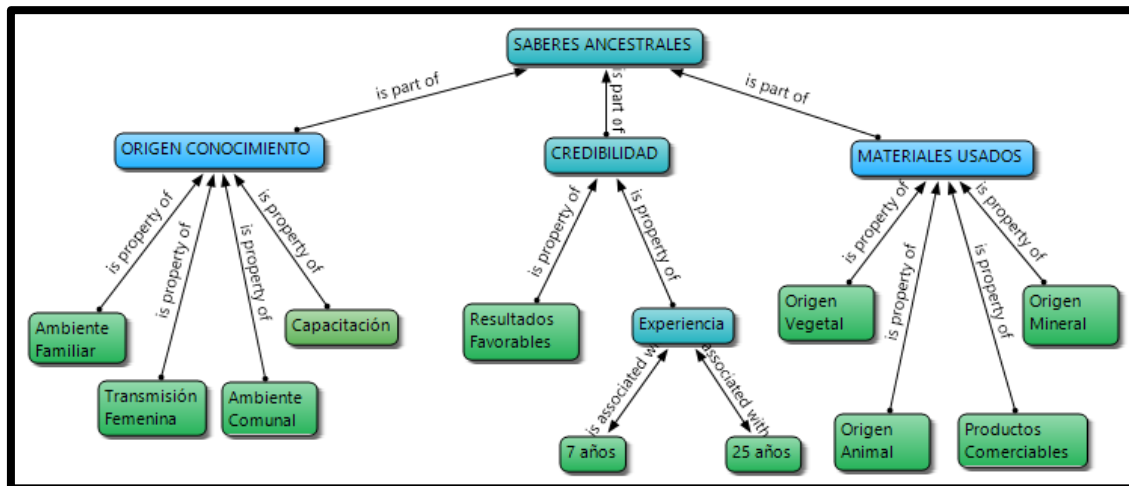 SABERES ANCESTRALES
is part of
is part of
is part of
ORIGEN CONOCIMIENTO
CREDIBILIDAD
MATERIALES USADOS
is property of
is property of
is property of
is property of
is property of
is property of
is property of
is property of
is property of
is property of
Ambiente
Familiar
Transmisión
Femenina
Ambiente
Comunal
Capacitación
Resultados
Favorables
Experiencia
Origen
Vegetal
Origen
Animal
Productos
Comerciables
Origen
Mineral
is associated wi
associated with
7 años
25 años